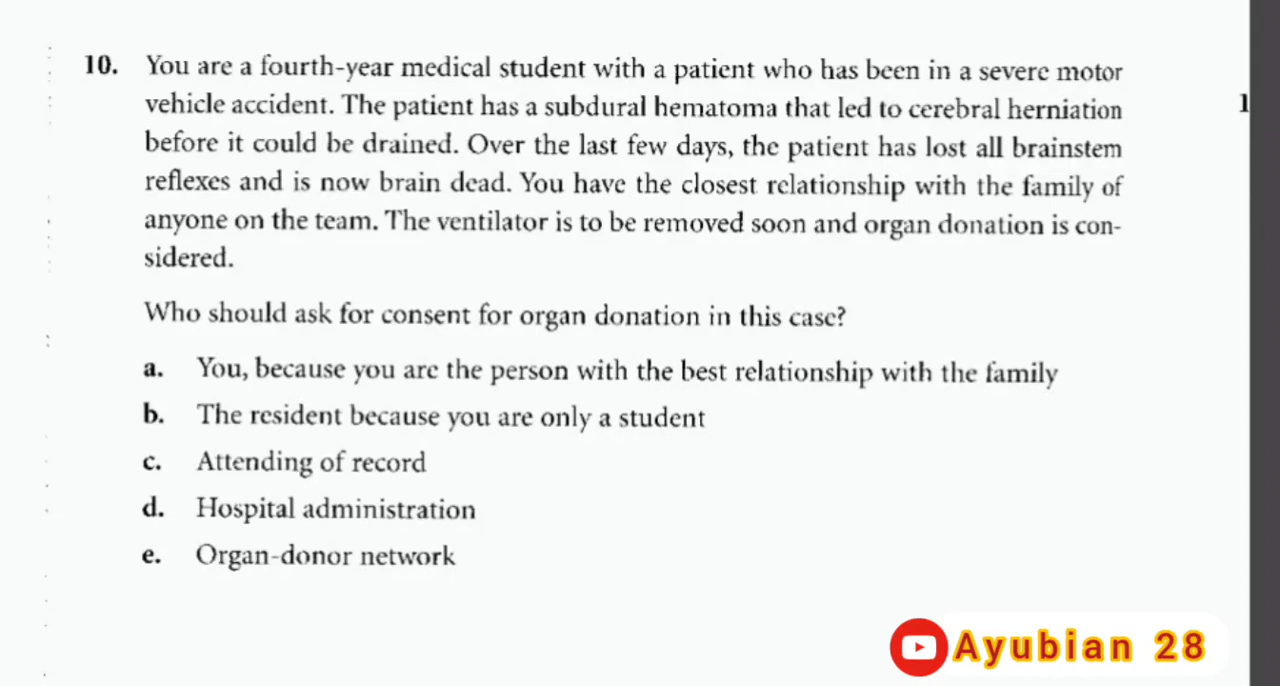 10. You are a fourth-year medical student with a patient who has been in a severe motor
vehicle accident. The patient has a subdural hematoma that led to cerebral herniation
before it could be drained. Over the last few days, the patient has lost all brainstem
reflexes and is now brain dead. You have the closest relationship with the family of
anyone on the team. The ventilator is to be removed soon and organ donation is con-
sidered.
Who should ask for consent for organ donation in this case?
a. You, because you are the person with the best relationship with the family
b. The resident because you are only a student
c. Attending of record
d. Hospital administration
e. Organ-donor network
1
Ayubian 28